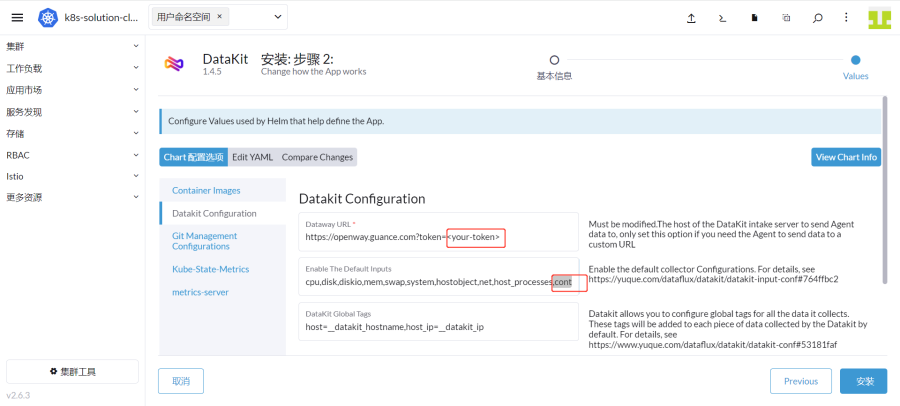 k8s-solution-cl...
用户命名空间 ×
集群
工作负载
应用市场
服务发现
存储
RBAC
Istio
更多资源
集群工具
v2.6.3
DataKit
1.4.5
安装: 步骤 2:
Change how the App works
基本信息
Values
Configure Values used by Helm that help define the App.
Chart 配置选项
Edit YAML
Compare Changes
View Chart Info
Container Images
Datakit Configuration
Git Management
Configurations
Kube-State-Metrics
metrics-server
Datakit Configuration
Dataway URL *
https://openway.guance.com?token=<your-token>
Must be modified.The host of the DataKit intake server to send Agent
data to, only set this option if you need the Agent to send data to a
custom URL
Enable The Default Inputs
cpu,disk,diskio,mem,swap,system,hostobject,net,host_processes,cont
Enable the default collector Configurations. For details, see
https://yuque.com/dataflux/datakit/datakit-input-conf#764ffbc2
DataKit Global Tags
host=__datakit_hostname,host_ip=__datakit_ip
Datakit allows you to configure global tags for all the data it collects.
These tags will be added to each piece of data collected by the Datakit by
default. For details, see
https://www.yuque.com/dataflux/datakit/datakit-conf#53181faf
取消
Previous
安装